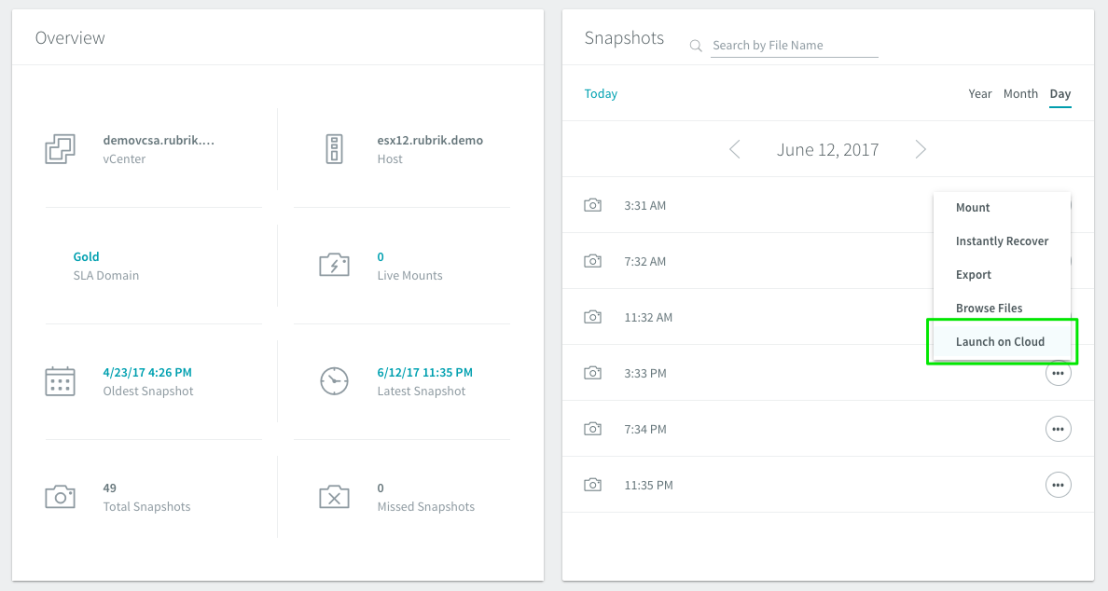 Overview
demovcsa.rubrik....
vCenter
esx12.rubrik.demo
Host
Gold
SLA Domain
0
Live Mounts
4/23/17 4:26 PM
Oldest Snapshot
6/12/17 11:35 PM
Latest Snapshot
49
Total Snapshots
0
Missed Snapshots
Snapshots
Search by File Name
Today
Year Month Day
June 12, 2017
3:31 AM
7:32 AM
11:32 AM
3:33 PM
7:34 PM
11:35 PM
Mount
Instantly Recover
Export
Browse Files
Launch on Cloud